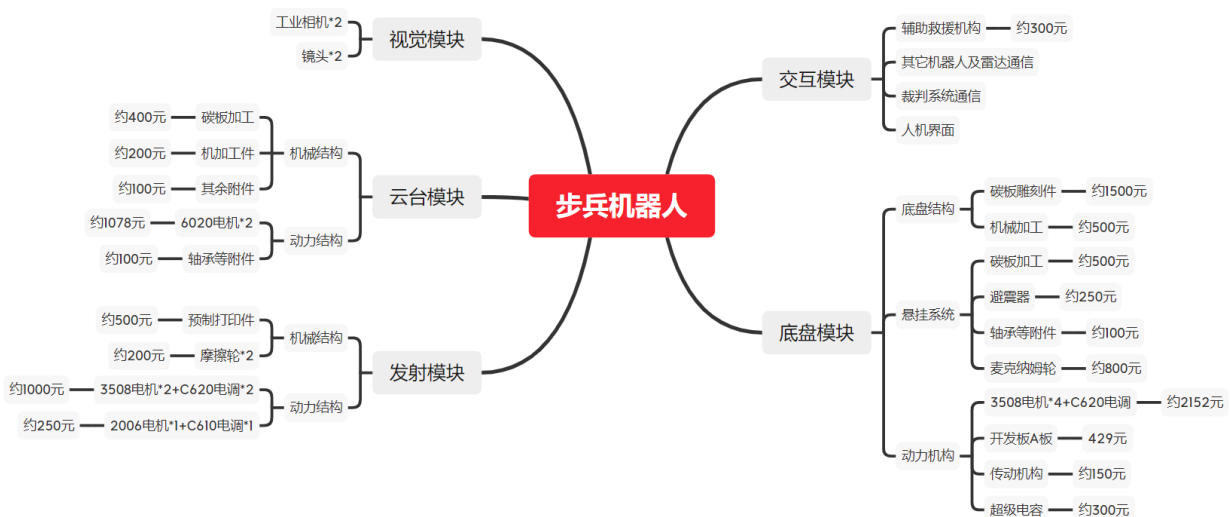 步兵机器人
视觉模块
工业相机*2
镜头*2
云台模块
机械结构
碳板加工
约400元
机加工件
约200元
其余附件
约100元
动力结构
6020电机*2
约1078元
轴承等附件
约100元
发射模块
机械结构
预制打印件
约500元
摩擦轮*2
约200元
动力结构
3508电机*2+C620电调*2
约1000元
2006电机*1+C610电调*1
约250元
交互模块
辅助救援机构
约300元
其它机器人及雷达通信
裁判系统通信
人机界面
底盘模块
底盘结构
碳板雕刻件
约1500元
机械加工
约500元
悬挂系统
碳板加工
约500元
避震器
约250元
轴承等附件
约100元
麦克纳姆轮
约800元
动力机构
3508电机*4+C620电调
约2152元
开发板A板
429元
传动机构
约150元
超级电容
约300元